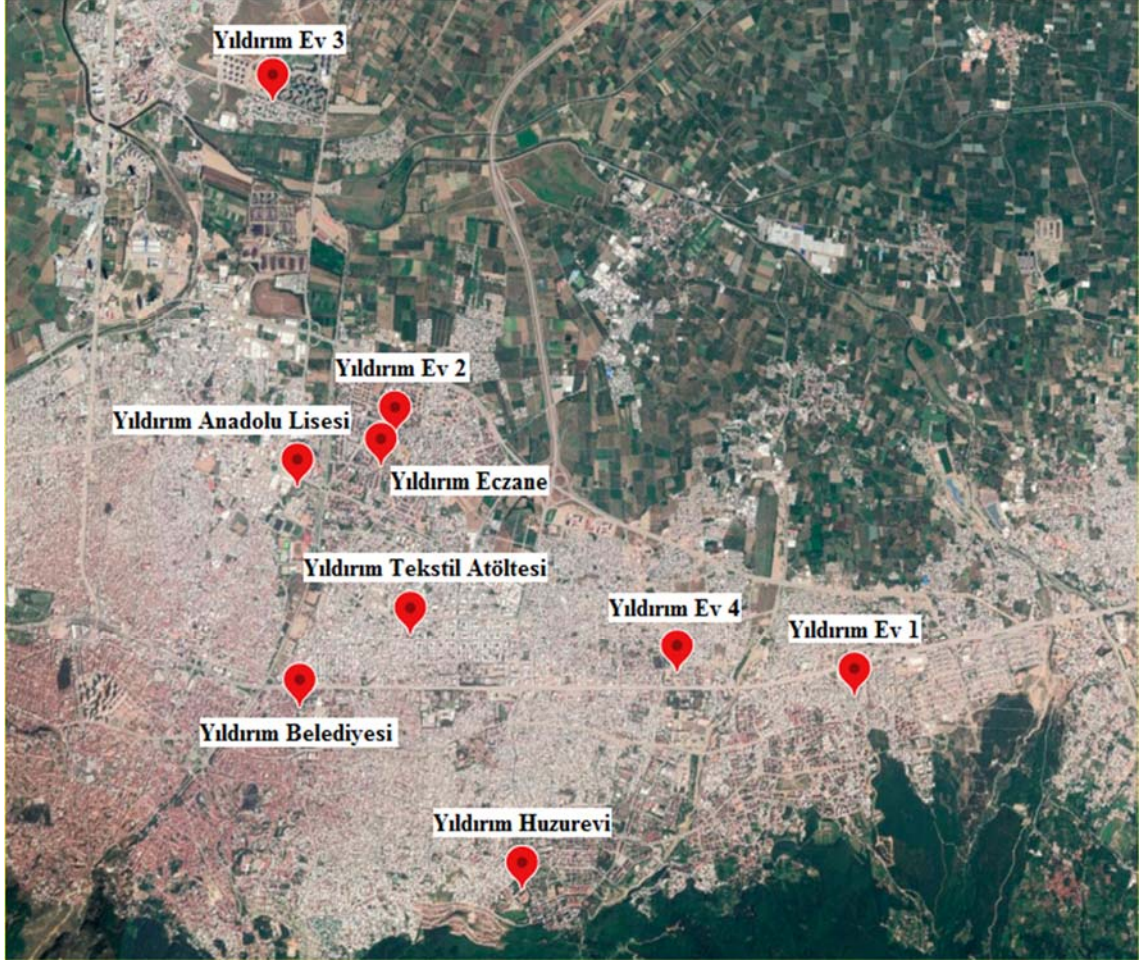 Yıldırım Ev 3
Yıldırım Ev 2
Yıldırım Anadolu Lisesi
Yıldırım Eczane
Yıldırım Tekstil Atöltesi
Yıldırım Ev 4
Yıldırım Ev 1
Yıldırım Belediyesi
Yıldırım Huzurevi